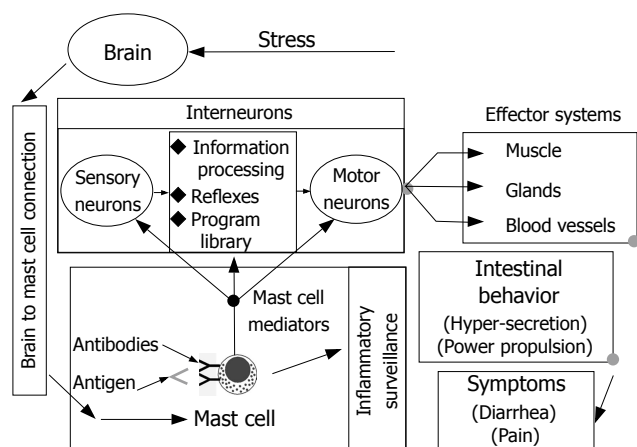 Stress
Brain
Brain to mast cell connection
Interneurons
Sensory
neurons
Information
processing
Reflexes
Program
library
Motor
neurons
Effector systems
Muscle
Glands
Blood vessels
Mast cell
mediators
Antibodies
Antigen
Mast cell
Inflammatory
surveillance
Intestinal
behavior
(Hyper-secretion)
(Power propulsion)
Symptoms
(Diarrhea)
(Pain)